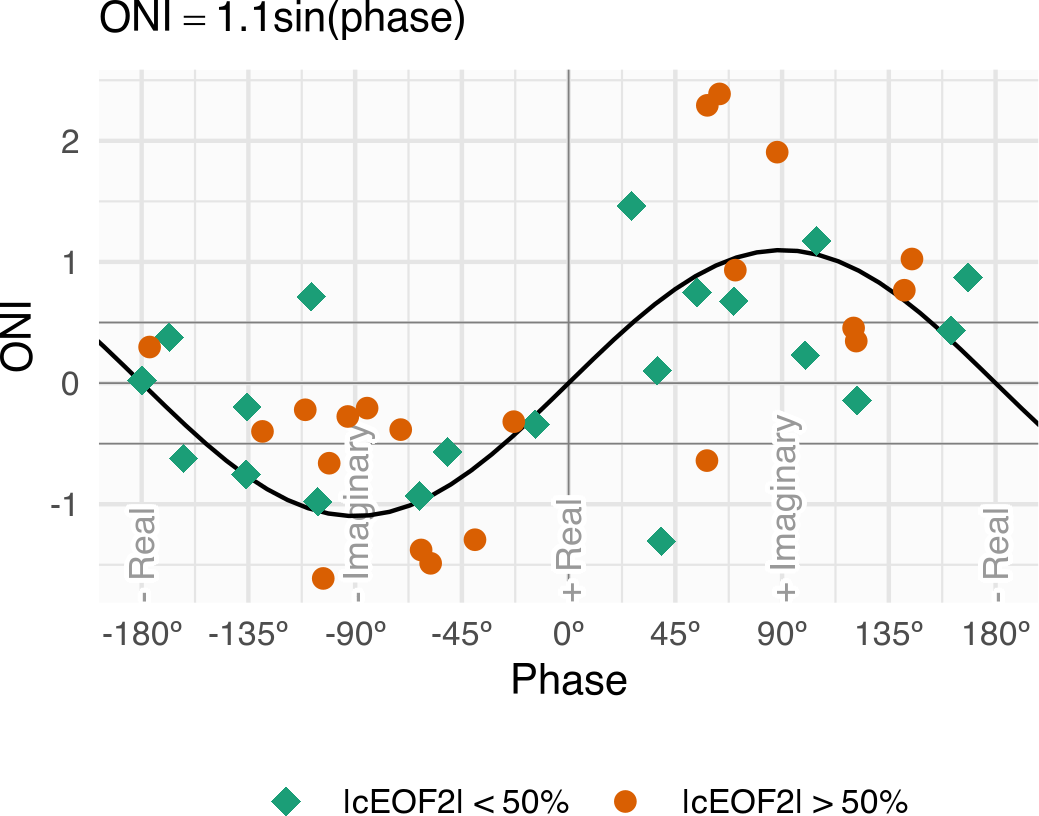 ONI = 1.1sin(phase)
ONI
2
1
0
-1
- Real
- Imaginary
+ Real
+ Imaginary
- Real
-180º -135º -90º -45º 0º 45º 90º 135º 180º
Phase
|cEOF2| < 50% |cEOF2| > 50%